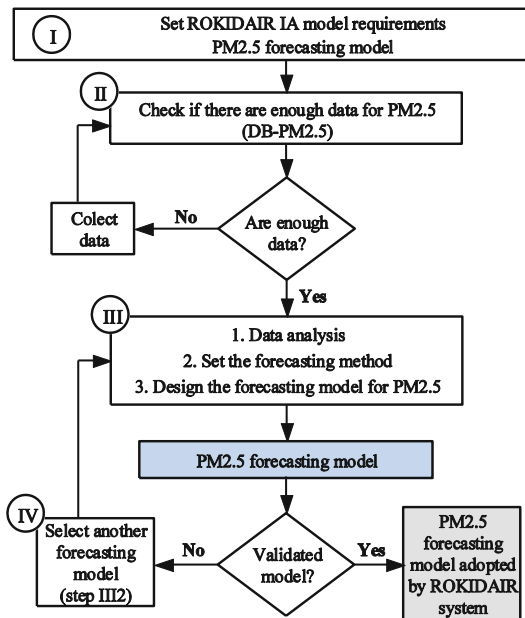 I
Set ROKIDAIR IA model requirements
PM2.5 forecasting model
II
Check if there are enough data for PM2.5
(DB-PM2.5)
Colect
data
No
Are enough
data?
Yes
III
1. Data analysis
2. Set the forecasting method
3. Design the forecasting model for PM2.5
PM2.5 forecasting model
IV
Select another
forecasting
model
(step III2)
No
Validated
model?
Yes
PM2.5
forecasting
model adopted
by ROKIDAIR
system